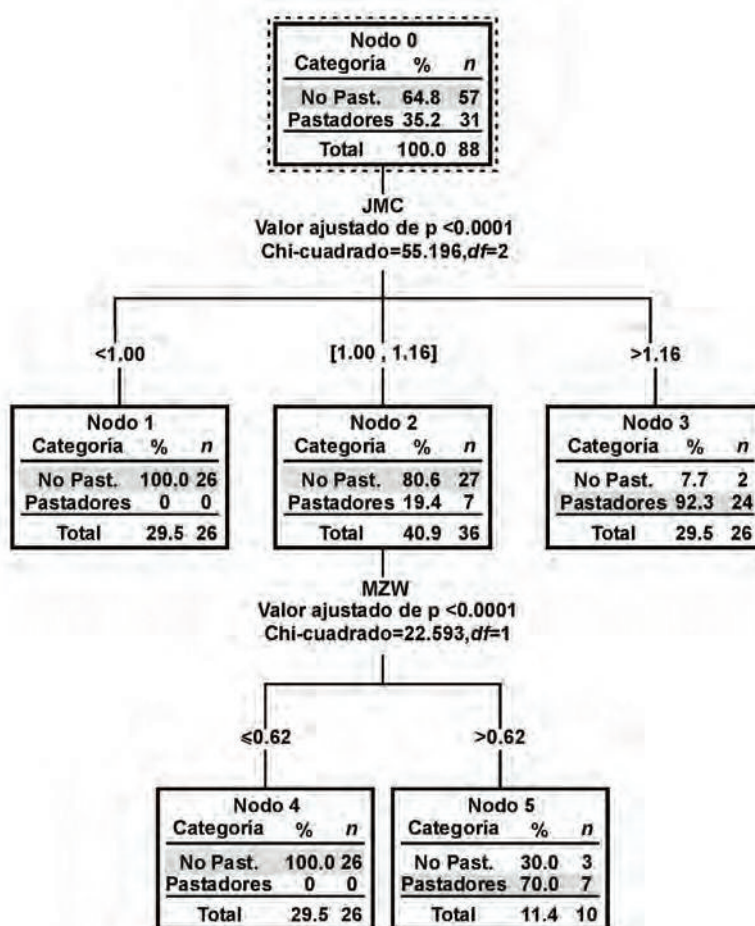 Nodo 0
Categoria % n
No Past. 64.8 57
Pastadores 35.2 31
Total 100.0 88
JMC
Valor ajustado de p <0.0001
Chi-cuadrado=55.196,df=2
<1.00
[1.00 , 1.16]
>1.16
Nodo 1
Categoria % n
No Past. 100.0 26
Pastadores 0 0
Total 29.5 26
Nodo 2
Categoria % n
No Past. 80.6 27
Pastadores 19.4 7
Total 40.9 36
Nodo 3
Categoria % n
No Past. 7.7 2
Pastadores 92.3 24
Total 29.5 26
MZW
Valor ajustado de p <0.0001
Chi-cuadrado=22.593,df=1
≤0.62
>0.62
Nodo 4
Categoria % n
No Past. 100.0 26
Pastadores 0 0
Total 29.5 26
Nodo 5
Categoria % n
No Past. 30.0 3
Pastadores 70.0 7
Total 11.4 10